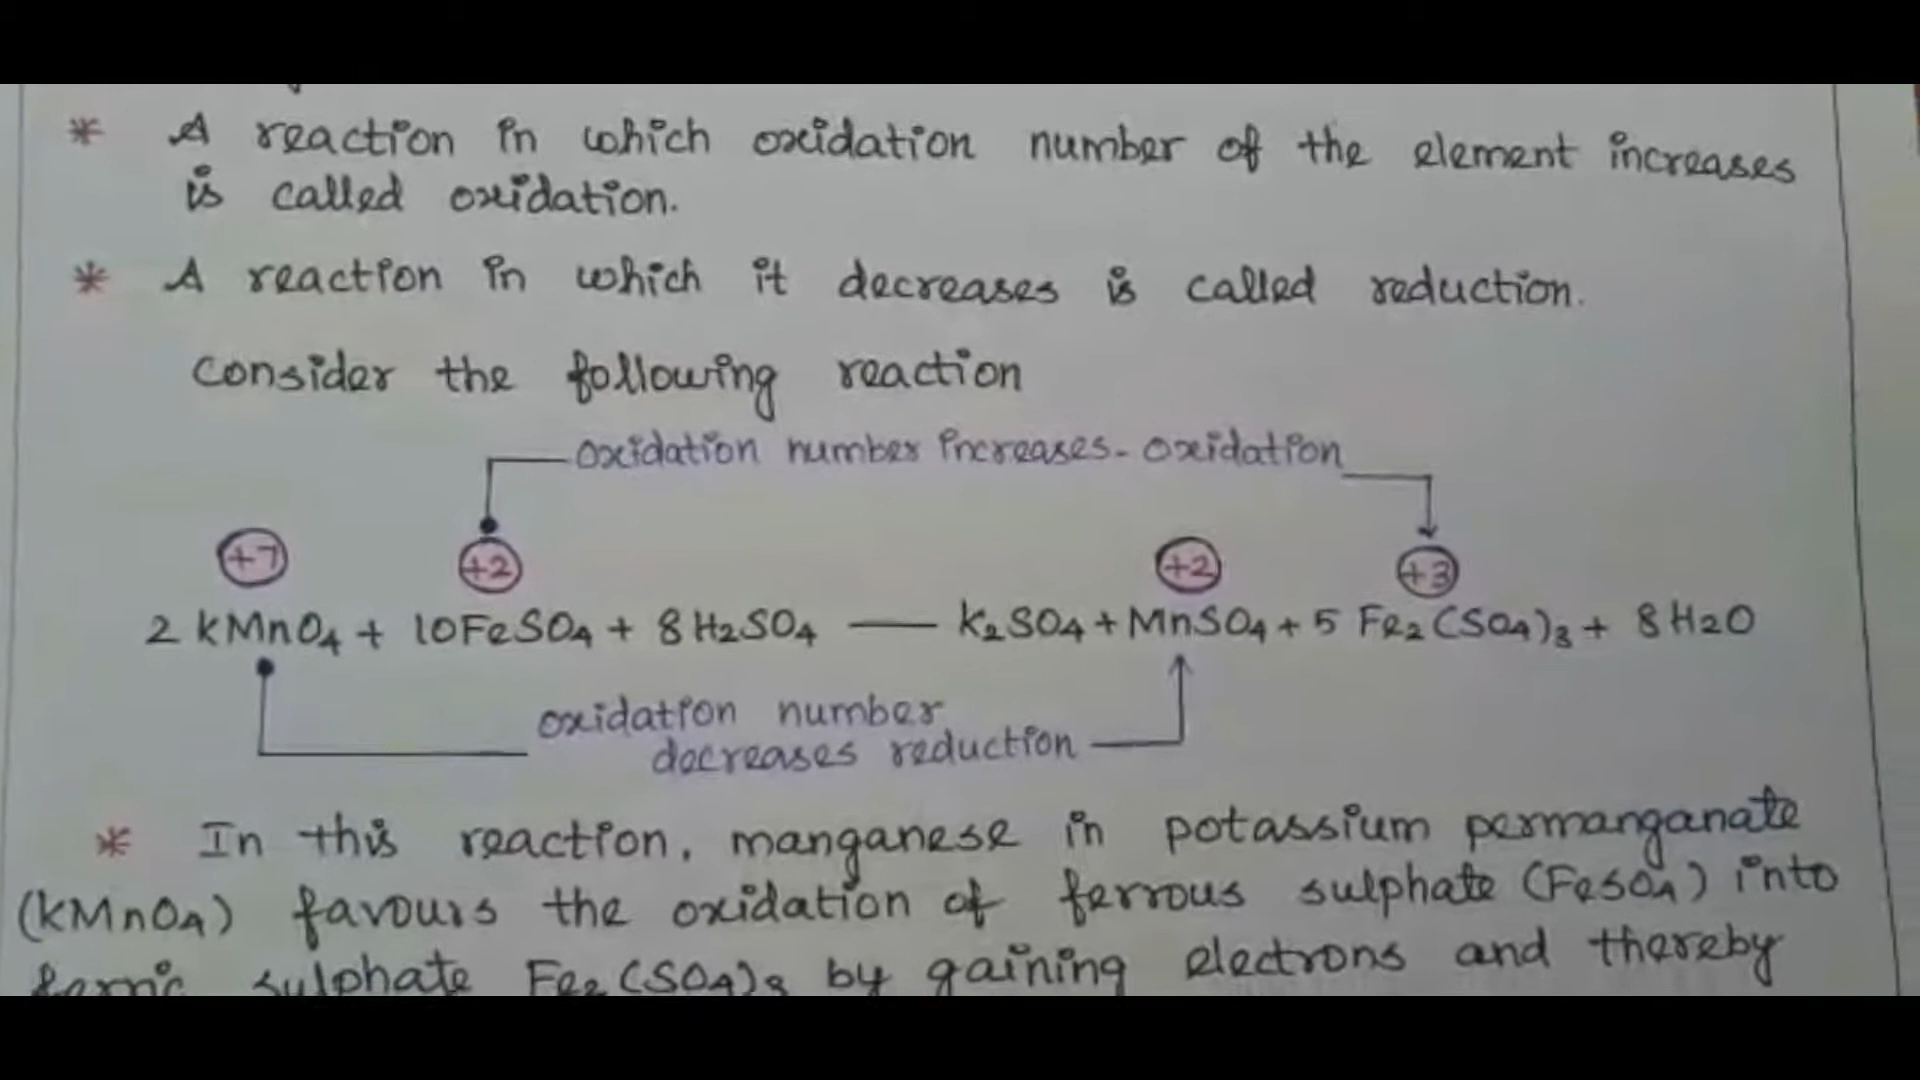 * A reaction in which oxidation number of the element increases
is called oxidation.
* A reaction in which it decreases is called reduction.
Consider the following reaction
oxidation number increases - oxidation
+7 +2 +2 +3
2 KMnO4 + 10FeSO4 + 8 H2SO4 — K2SO4 + MnSO4 + 5 Fe2(SO4)3 + 8 H2O
oxidation number
decreases reduction
* In this reaction, manganese in potassium permanganate
(KMnO4) favours the oxidation of ferrous sulphate (FeSO4) into
ferric sulphate Fe2(SO4)3 by gaining electrons and thereby